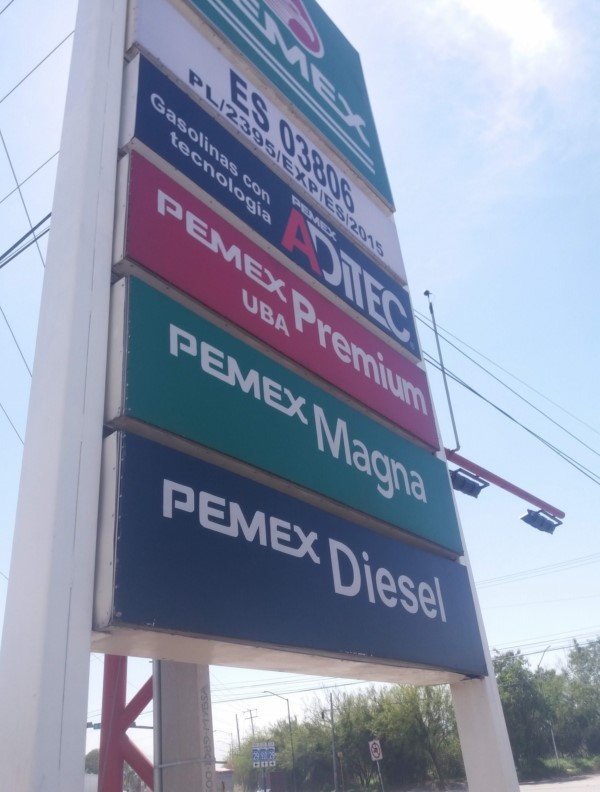 PEMEX
ES 03806
PL/2395/EXP/ES/2015
Gasolinas con
tecnología
PEMEX
ADITEC
PEMEX Premium
UBA
PEMEX Magna
PEMEX Diesel